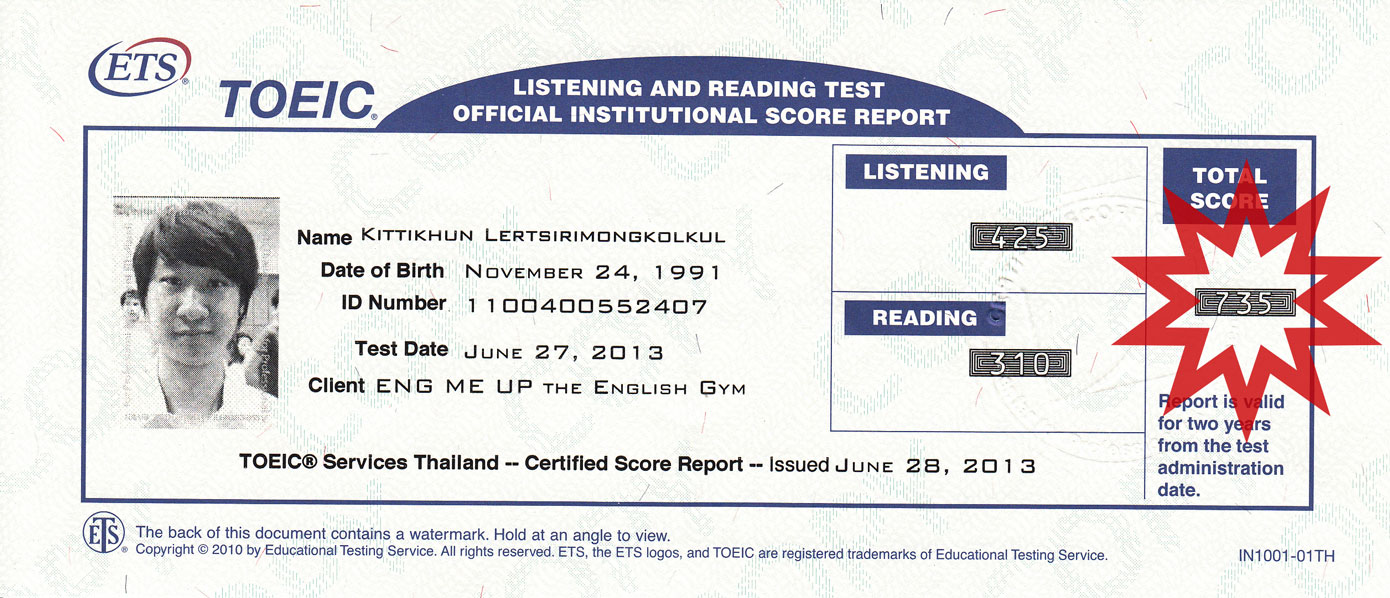 ETS®
TOEIC®
LISTENING AND READING TEST
OFFICIAL INSTITUTIONAL SCORE REPORT
Name KITTIKHUN LERTSIRIMONGKOLKUL
Date of Birth NOVEMBER 24, 1991
ID Number 1100400552407
Test Date JUNE 27, 2013
Client ENG ME UP THE ENGLISH GYM
LISTENING
425
READING
310
TOTAL
SCORE
735
Report is valid
for two years
from the test
administration
date.
TOEIC® Services Thailand -- Certified Score Report -- Issued JUNE 28, 2013
ETS®
The back of this document contains a watermark. Hold at an angle to view.
Copyright © 2010 by Educational Testing Service. All rights reserved. ETS, the ETS logos, and TOEIC are registered trademarks of Educational Testing Service.
IN1001-01TH